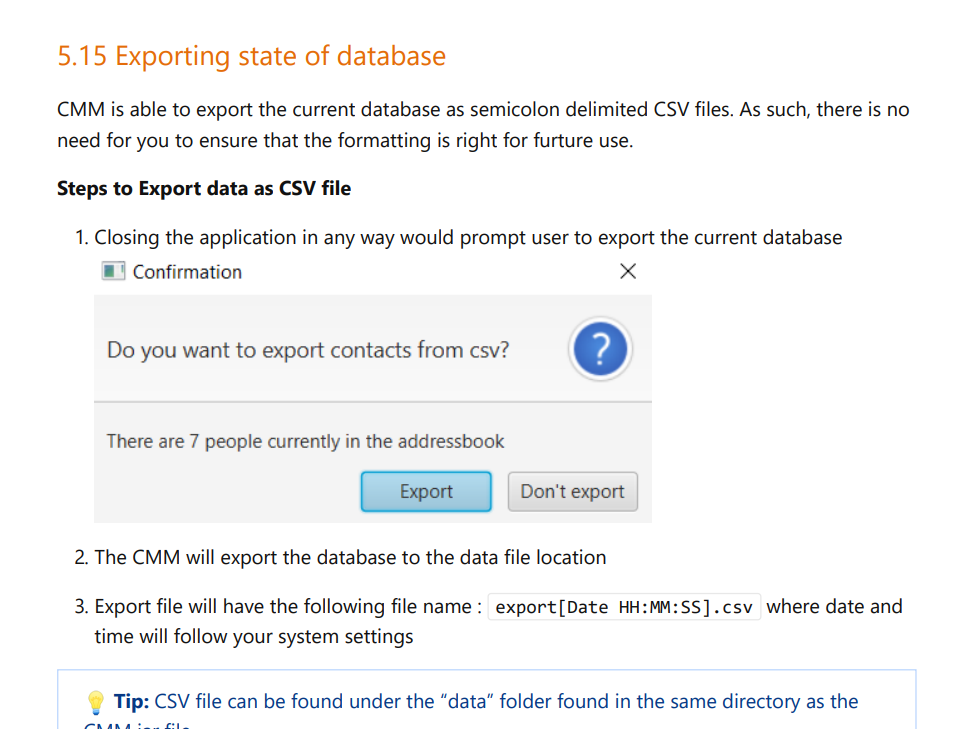 5.15 Exporting state of database
CMM is able to export the current database as semicolon delimited CSV files. As such, there is no
need for you to ensure that the formatting is right for furture use.
Steps to Export data as CSV file
1. Closing the application in any way would prompt user to export the current database
Confirmation
Do you want to export contacts from csv?
?
There are 7 people currently in the addressbook
Export
Don't export
2. The CMM will export the database to the data file location
3. Export file will have the following file name : export[Date HH:MM:SS].csv where date and
time will follow your system settings
Tip: CSV file can be found under the “data” folder found in the same directory as the
CMM jar file